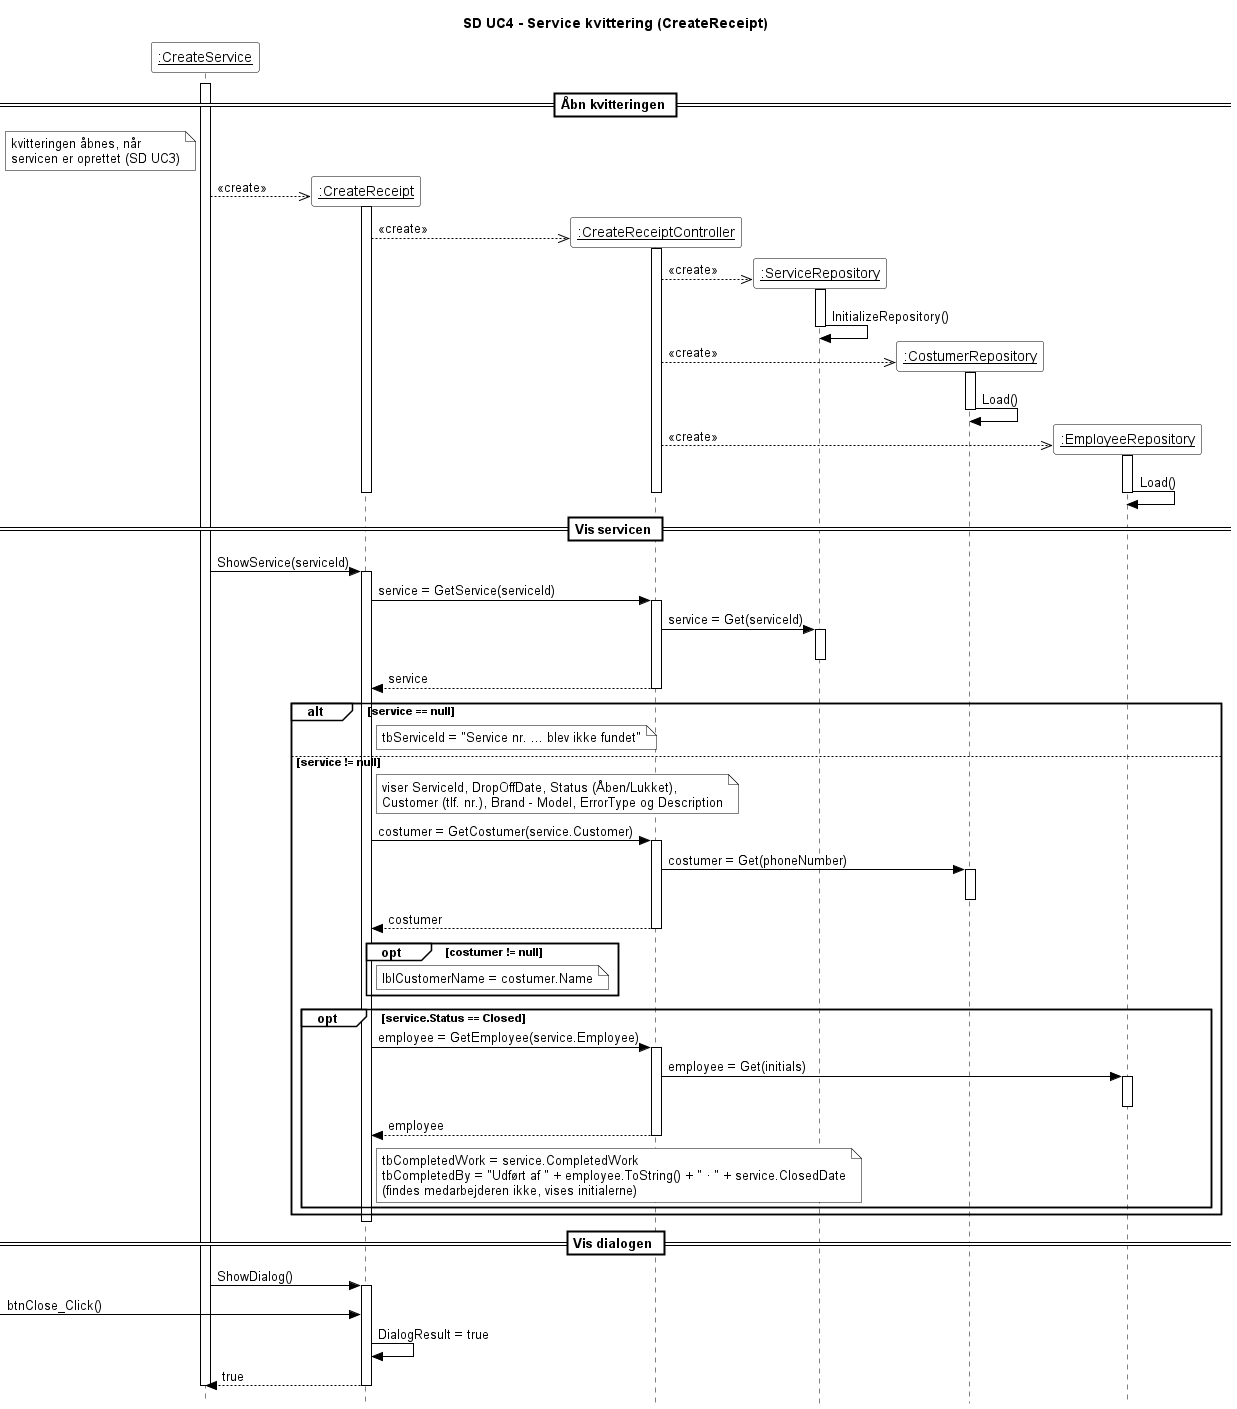 SD UC4 - Service kvittering (CreateReceipt)
:CreateService
Åbn kvitteringen
kvitteringen åbnes, når
servicen er oprettet (SD UC3)
«create»
:CreateReceipt
«create»
:CreateReceiptController
«create»
:ServiceRepository
InitializeRepository()
«create»
:CostumerRepository
Load()
«create»
:EmployeeRepository
Load()
Vis servicen
ShowService(serviceId)
service = GetService(serviceId)
service = Get(serviceId)
service
alt [service == null]
tbServiceId = "Service nr. ... blev ikke fundet"
[service != null]
viser ServiceId, DropOffDate, Status (Åben/Lukket),
Customer (tlf. nr.), Brand - Model, ErrorType og Description
costumer = GetCostumer(service.Customer)
costumer = Get(phoneNumber)
costumer
opt [costumer != null]
lblCustomerName = costumer.Name
opt [service.Status == Closed]
employee = GetEmployee(service.Employee)
employee = Get(initials)
employee
tbCompletedWork = service.CompletedWork
tbCompletedBy = "Udført af " + employee.ToString() + " · " + service.ClosedDate
(findes medarbejderen ikke, vises initialerne)
Vis dialogen
ShowDialog()
btnClose_Click()
DialogResult = true
true